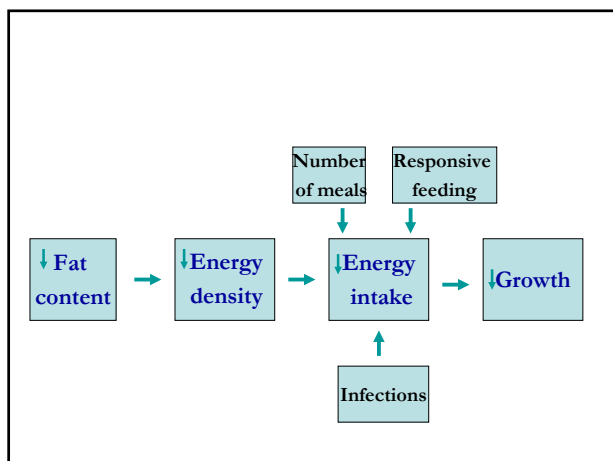 Number
of meals
Responsive
feeding
↓ Fat
content
↓ Energy
density
↓ Energy
intake
↓ Growth
Infections